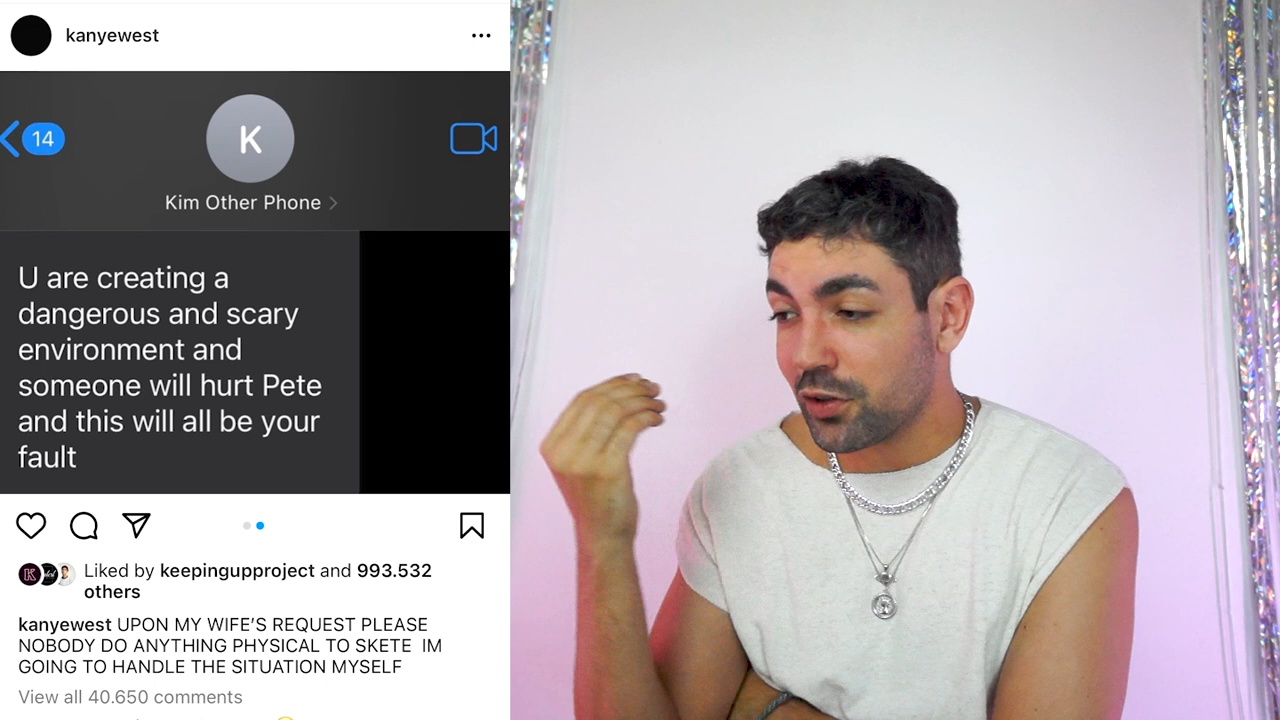 kanyewest
14
K
Kim Other Phone
U are creating a
dangerous and scary
environment and
someone will hurt Pete
and this will all be your
fault
Liked by keepingupproject and 993.532
others
kanyewest UPON MY WIFE'S REQUEST PLEASE
NOBODY DO ANYTHING PHYSICAL TO SKETE IM
GOING TO HANDLE THE SITUATION MYSELF
View all 40.650 comments